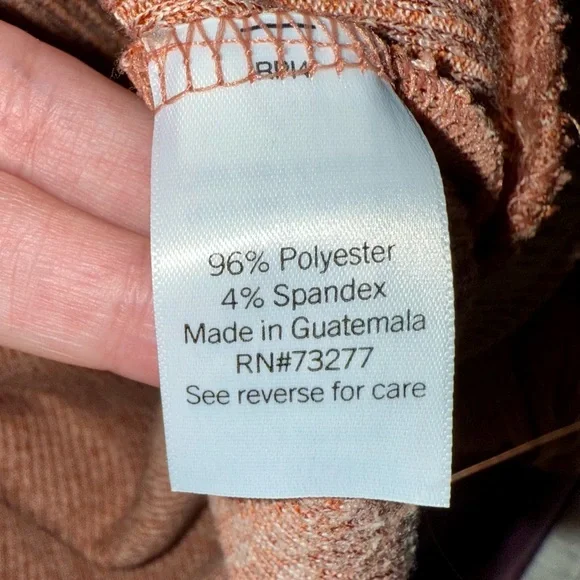 96% Polyester
4% Spandex
Made in Guatemala
RN#73277
See reverse for care